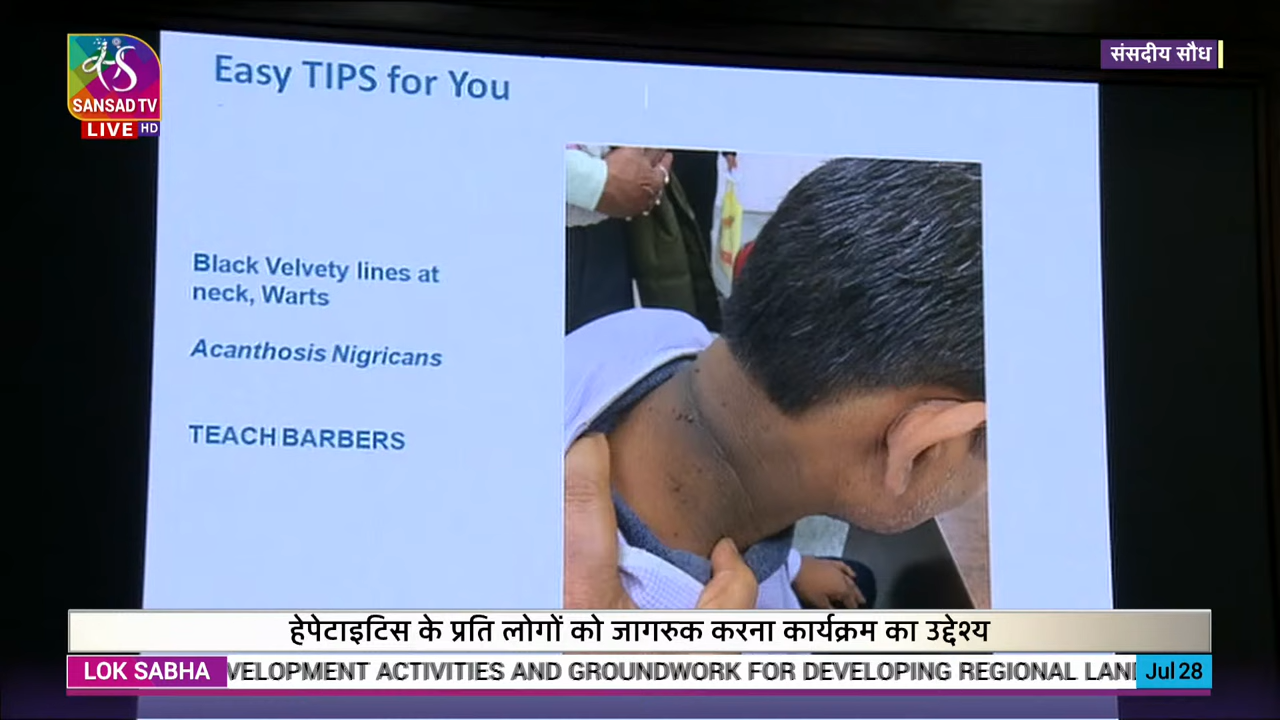 SANSAD TV
LIVE HD
संसदीय सौध
Easy TIPS for You
Black Velvety lines at
neck, Warts
Acanthosis Nigricans
TEACH BARBERS
हेपेटाइटिस के प्रति लोगों को जागरुक करना कार्यक्रम का उद्देश्य
LOK SABHA
VELOPMENT ACTIVITIES AND GROUNDWORK FOR DEVELOPING REGIONAL LAN
Jul 28